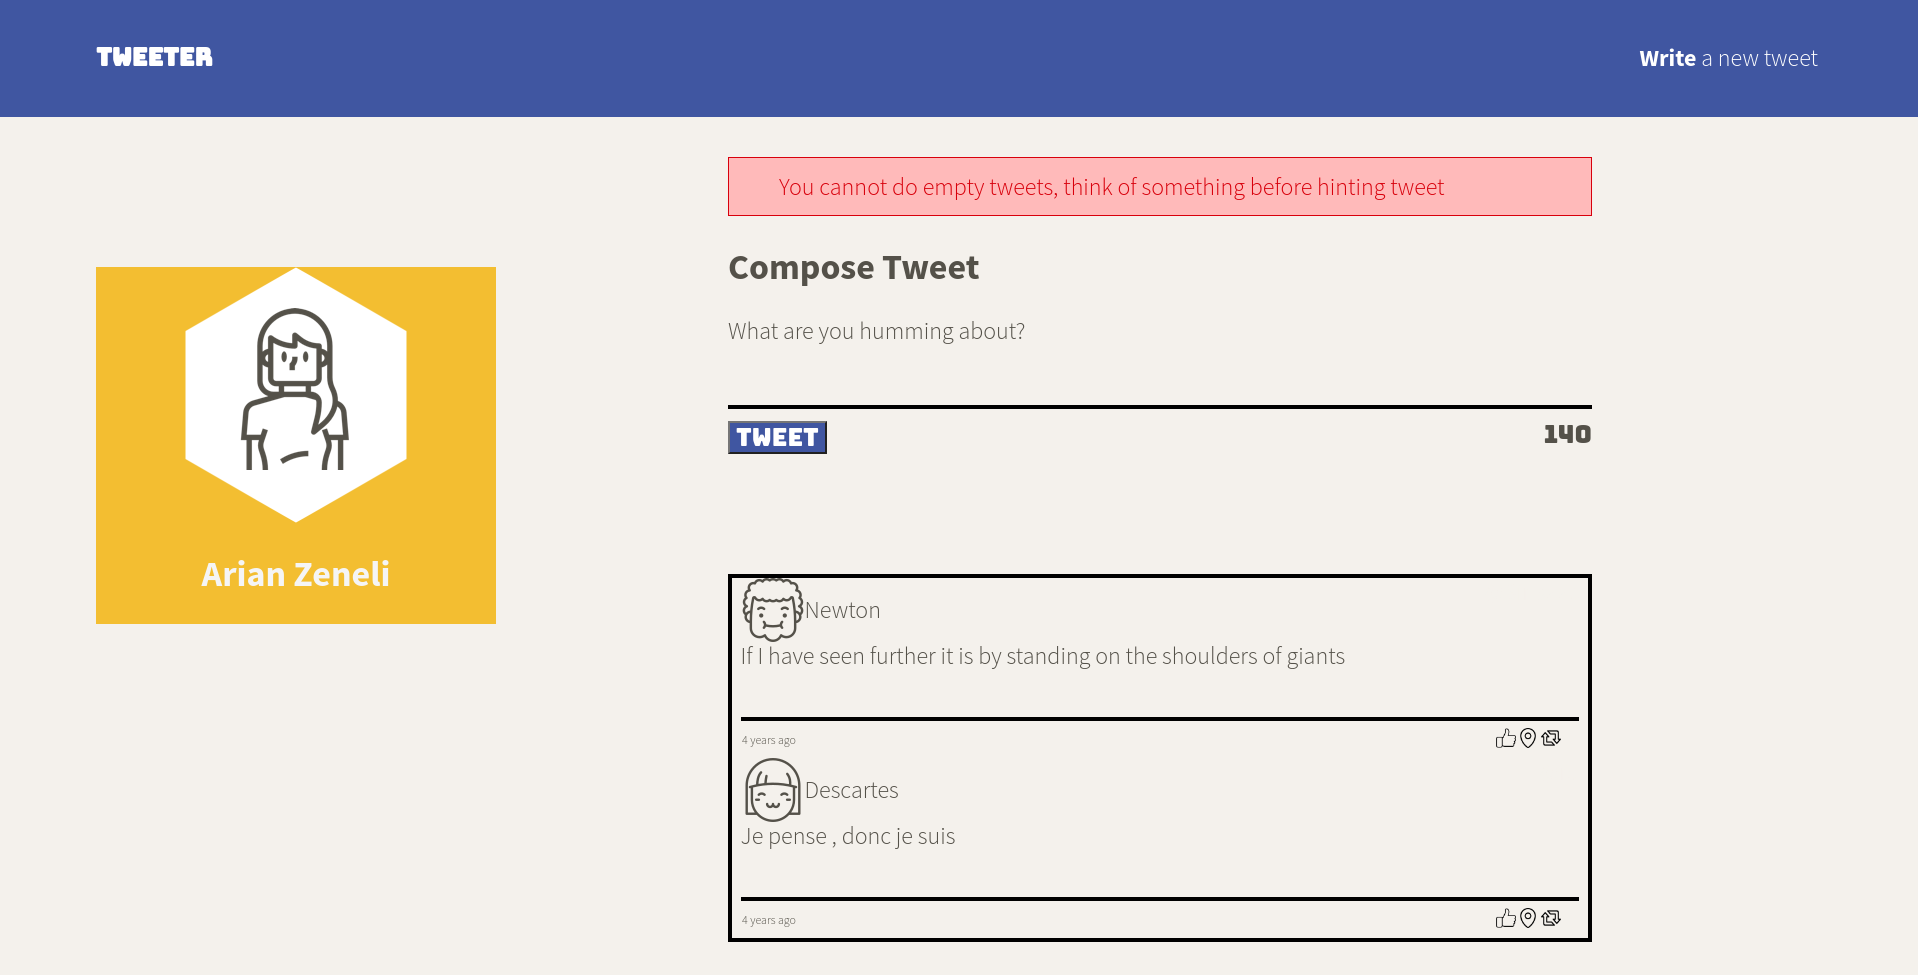 TWEETER
Write a new tweet
You cannot do empty tweets, think of something before hinting tweet
Compose Tweet
What are you humming about?
TWEET
140
Arian Zeneli
Newton
If I have seen further it is by standing on the shoulders of giants
4 years ago
Descartes
Je pense , donc je suis
4 years ago